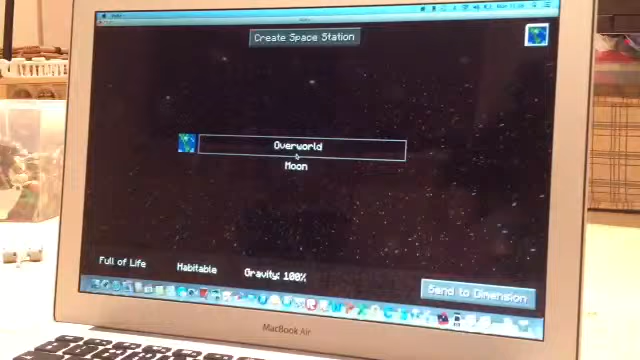 Create Space Station
Overworld
Moon
Full of Life
Habitable
Gravity: 100%
Send to Dimension
MacBook Air